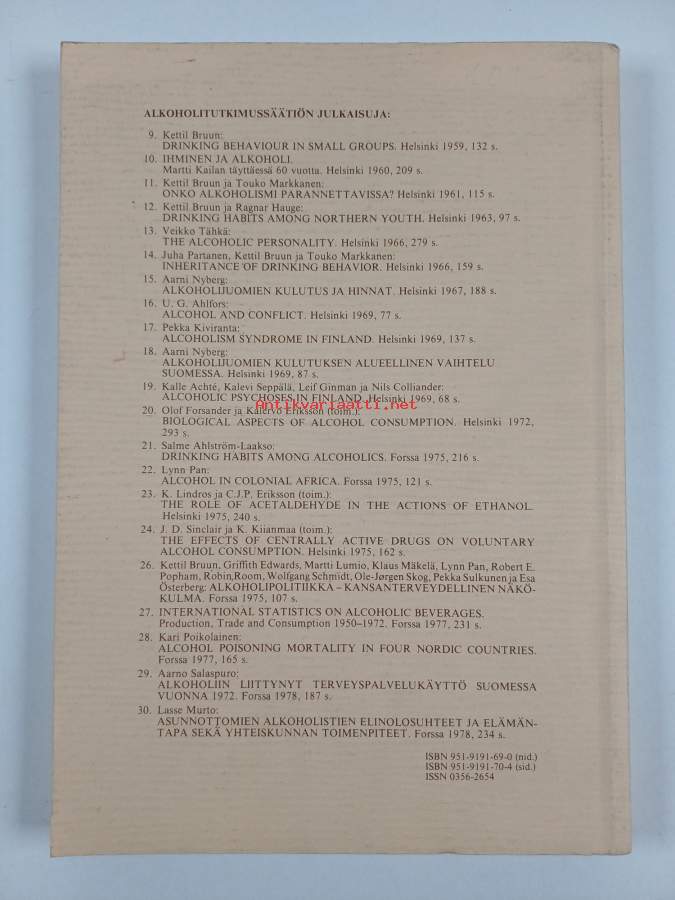 ALKOHOLITUTKIMUSSÄÄTIÖN JULKAISUJA:
9. Kettil Bruun:
DRINKING BEHAVIOUR IN SMALL GROUPS. Helsinki 1959, 132 s.
10. IHMINEN JA ALKOHOLI.
Martti Kailan täyttäessä 60 vuotta. Helsinki 1960, 209 s.
11. Kettil Bruun ja Touko Markkanen:
ONKO ALKOHOLISMI PARANNETTAVISSA? Helsinki 1961, 115 s.
12. Kettil Bruun ja Ragnar Hauge:
DRINKING HABITS AMONG NORTHERN YOUTH. Helsinki 1963, 97 s.
13. Veikko Tähkä:
THE ALCOHOLIC PERSONALITY. Helsinki 1966, 279 s.
14. Juha Partanen, Kettil Bruun ja Touko Markkanen:
INHERITANCE OF DRINKING BEHAVIOR. Helsinki 1966, 159 s.
15. Aarni Nyberg:
ALKOHOLIJUOMIEN KULUTUS JA HINNAT. Helsinki 1967, 188 s.
16. U. G. Ahlfors:
ALCOHOL AND CONFLICT. Helsinki 1969, 77 s.
17. Pekka Kiviranta:
ALCOHOLISM SYNDROME IN FINLAND. Helsinki 1969, 137 s.
18. Aarni Nyberg:
ALKOHOLIJUOMIEN KULUTUKSEN ALUEELLINEN VAIHTELU
SUOMESSA. Helsinki 1969, 87 s.
19. Kalle Achté, Kalevi Seppälä, Leif Ginman ja Nils Colliander:
ALCOHOLIC PSYCHOSES IN FINLAND. Helsinki 1969, 68 s.
Antikvariaatti.net
20. Olof Forsander ja Kalervo Eriksson (toim.):
BIOLOGICAL ASPECTS OF ALCOHOL CONSUMPTION. Helsinki 1972,
293 s.
21. Salme Ahlström-Laakso:
DRINKING HABITS AMONG ALCOHOLICS. Forssa 1975, 216 s.
22. Lynn Pan:
ALCOHOL IN COLONIAL AFRICA. Forssa 1975, 121 s.
23. K. Lindros ja C.J.P. Eriksson (toim.):
THE ROLE OF ACETALDEHYDE IN THE ACTIONS OF ETHANOL.
Helsinki 1975, 240 s.
24. J. D. Sinclair ja K. Kiianmaa (toim.):
THE EFFECTS OF CENTRALLY ACTIVE DRUGS ON VOLUNTARY
ALCOHOL CONSUMPTION. Helsinki 1975, 162 s.
26. Kettil Bruun, Griffith Edwards, Martti Lumio, Klaus Mäkelä, Lynn Pan, Robert E.
Popham, Robin Room, Wolfgang Schmidt, Ole-Jørgen Skog, Pekka Sulkunen ja Esa
Österberg: ALKOHOLIPOLITIIKKA – KANSANTERVEYDELLINEN NÄKÖ-
KULMA. Forssa 1975, 107 s.
27. INTERNATIONAL STATISTICS ON ALCOHOLIC BEVERAGES.
Production, Trade and Consumption 1950–1972. Forssa 1977, 231 s.
28. Kari Poikolainen:
ALCOHOL POISONING MORTALITY IN FOUR NORDIC COUNTRIES.
Forssa 1977, 165 s.
29. Aarno Salaspuro:
ALKOHOLIIN LIITTYNYT TERVEYSPALVELUKÄYTTÖ SUOMESSA
VUONNA 1972. Forssa 1978, 187 s.
30. Lasse Murto:
ASUNNOTTOMIEN ALKOHOLISTIEN ELINOLOSUHTEET JA ELÄMÄN-
TAPA SEKÄ YHTEISKUNNAN TOIMENPITEET. Forssa 1978, 234 s.
ISBN 951-9191-69-0 (nid.)
ISBN 951-9191-70-4 (sid.)
ISSN 0356-2654